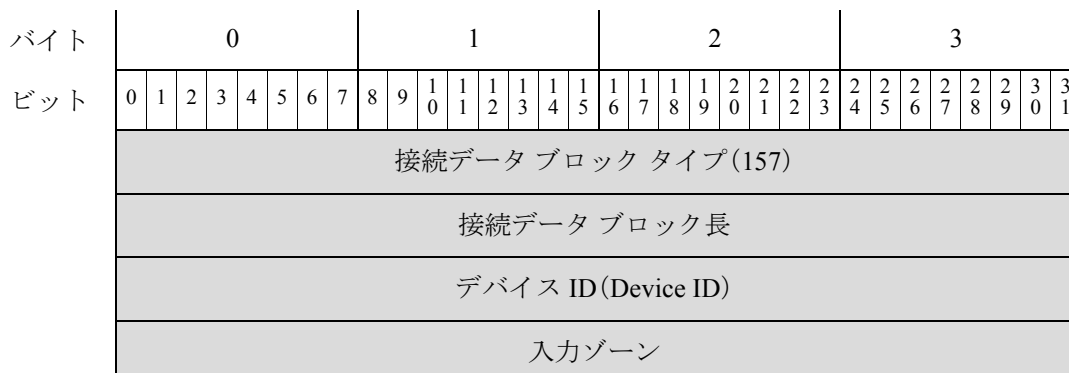 バイト 0 1 2 3
ビット 0 1 2 3 4 5 6 7 8 9 10 11 12 13 14 15 16 17 18 19 20 21 22 23 24 25 26 27 28 29 30 31
接続データ ブロック タイプ(157)
接続データ ブロック長
デバイス ID(Device ID)
入力ゾーン